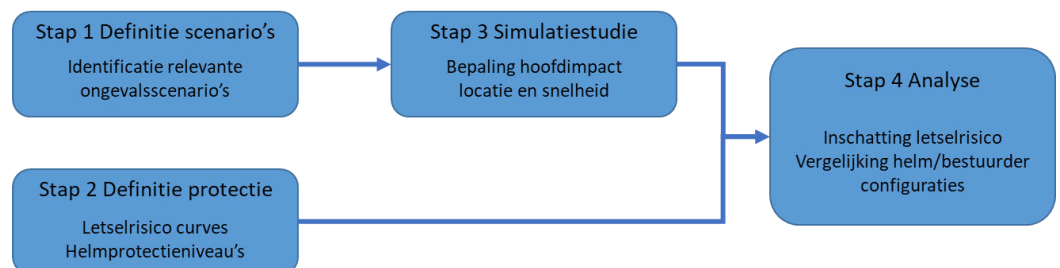 Stap 1 Definitie scenario's
Identificatie relevante
ongevalsscenario's
Stap 3 Simulatiestudie
Bepaling hoofdimpact
locatie en snelheid
Stap 4 Analyse
Inschatting letselrisico
Vergelijking helm/bestuurder
configuraties
Stap 2 Definitie protectie
Letselrisico curves
Helmprotectieniveau's